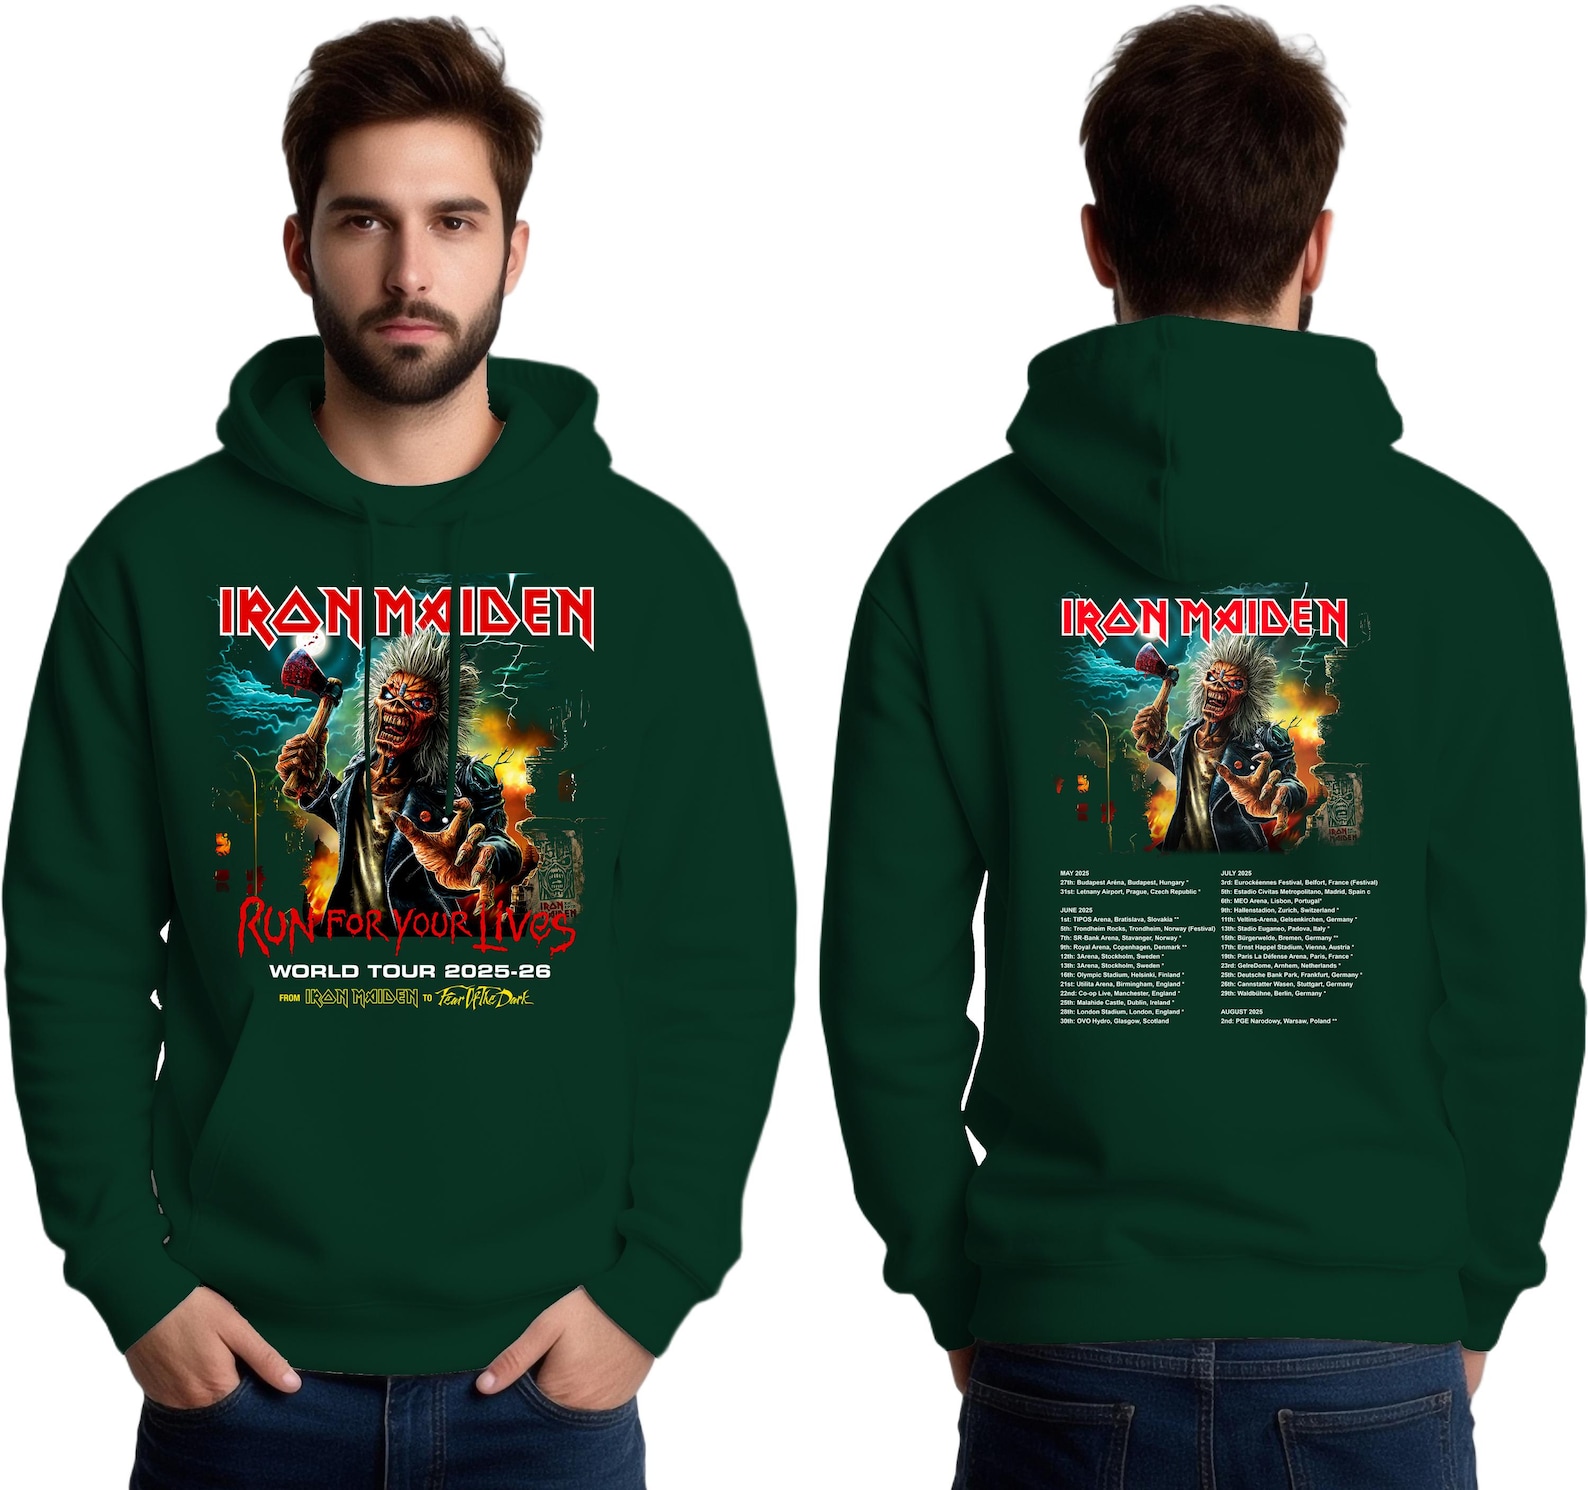 IRON MAIDEN
IRON MAIDEN
RUN FOR YOUR LIVES
WORLD TOUR 2025-26
FROM IRON MAIDEN TO Fear Of The Dark
IRON MAIDEN
IRON MAIDEN
MAY 2025
27th: Budapest Aréna, Budapest, Hungary *
31st: Letnany Airport, Prague, Czech Republic *
JUNE 2025
1st: TIPOS Arena, Bratislava, Slovakia **
5th: Trondheim Rocks, Trondheim, Norway (Festival)
7th: SR-Bank Arena, Stavanger, Norway *
9th: Royal Arena, Copenhagen, Denmark **
12th: 3Arena, Stockholm, Sweden *
13th: 3Arena, Stockholm, Sweden *
16th: Olympic Stadium, Helsinki, Finland *
21st: Utilita Arena, Birmingham, England *
22nd: Co-op Live, Manchester, England *
25th: Malahide Castle, Dublin, Ireland *
28th: London Stadium, London, England *
30th: OVO Hydro, Glasgow, Scotland
JULY 2025
3rd: Eurockéennes Festival, Belfort, France (Festival)
5th: Estadio Civitas Metropolitano, Madrid, Spain c
6th: MEO Arena, Lisbon, Portugal*
9th: Hallenstadion, Zurich, Switzerland *
11th: Veltins-Arena, Gelsenkirchen, Germany *
13th: Stadio Euganeo, Padova, Italy *
15th: Bürgerweide, Bremen, Germany **
17th: Ernst Happel Stadium, Vienna, Austria *
19th: Paris La Défense Arena, Paris, France *
23rd: GelreDome, Arnhem, Netherlands *
25th: Deutsche Bank Park, Frankfurt, Germany *
26th: Cannstatter Wasen, Stuttgart, Germany
29th: Waldbühne, Berlin, Germany *
AUGUST 2025
2nd: PGE Narodowy, Warsaw, Poland **